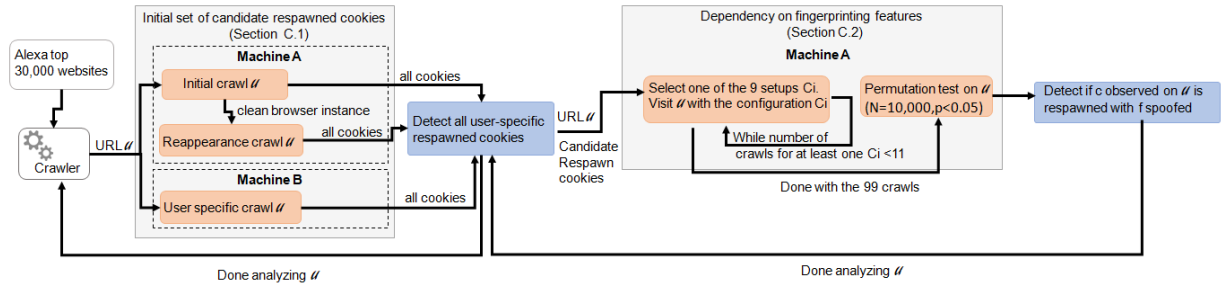 Alexa top
30,000 websites
Crawler
URL 𝓊
Initial set of candidate respawned cookies
(Section C.1)
Machine A
Initial crawl 𝓊
clean browser instance
Reappearance crawl 𝓊
Machine B
User specific crawl 𝓊
all cookies
all cookies
all cookies
Detect all user-specific
respawned cookies
Done analyzing 𝓊
URL 𝓊
Candidate
Respawn
cookies
Dependency on fingerprinting features
(Section C.2)
Machine A
Select one of the 9 setups Ci.
Visit 𝓊 with the configuration Ci
While number of
crawls for at least one Ci <11
Permutation test on 𝓊
(N=10,000,p<0.05)
Done with the 99 crawls
Detect if c observed on 𝓊 is
respawned with f spoofed
Done analyzing 𝓊